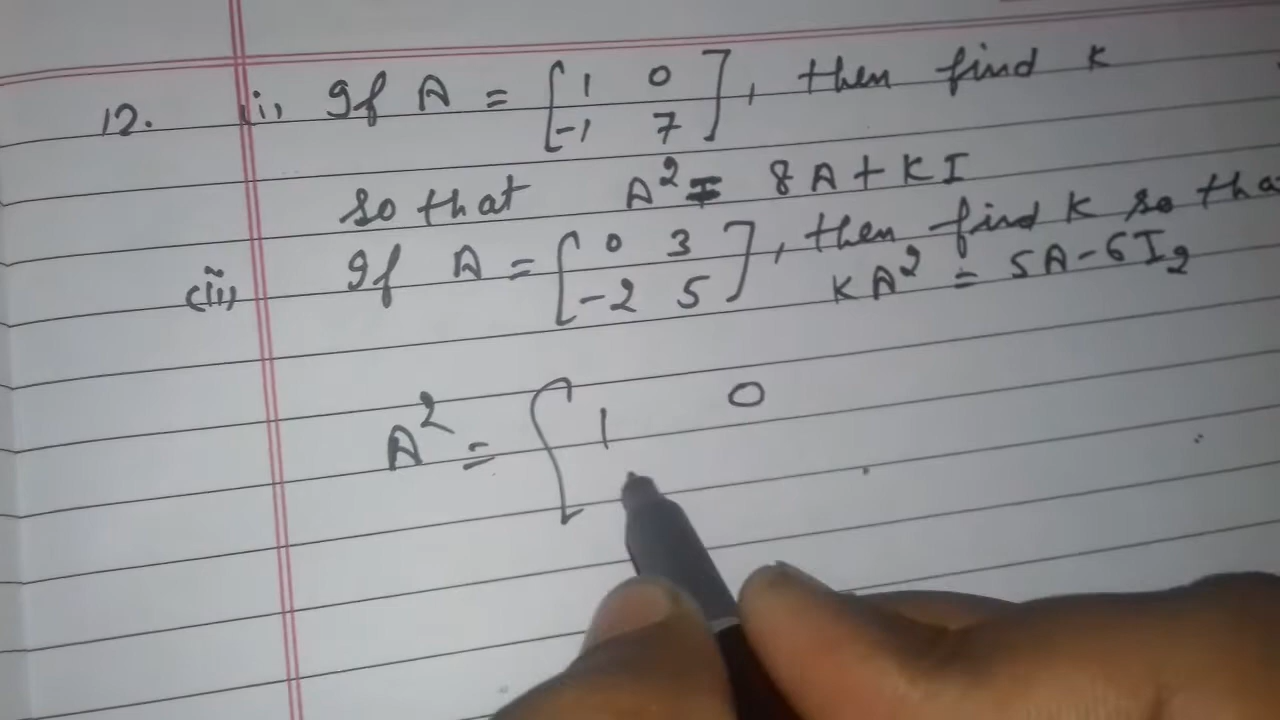 12. (i) If A = [1 0
-1 7], then find K
so that A² = 8A + KI
(ii) If A = [0 3
-2 5], then find K so tha
KA² = 5A - 6I₂
A² = [1 0